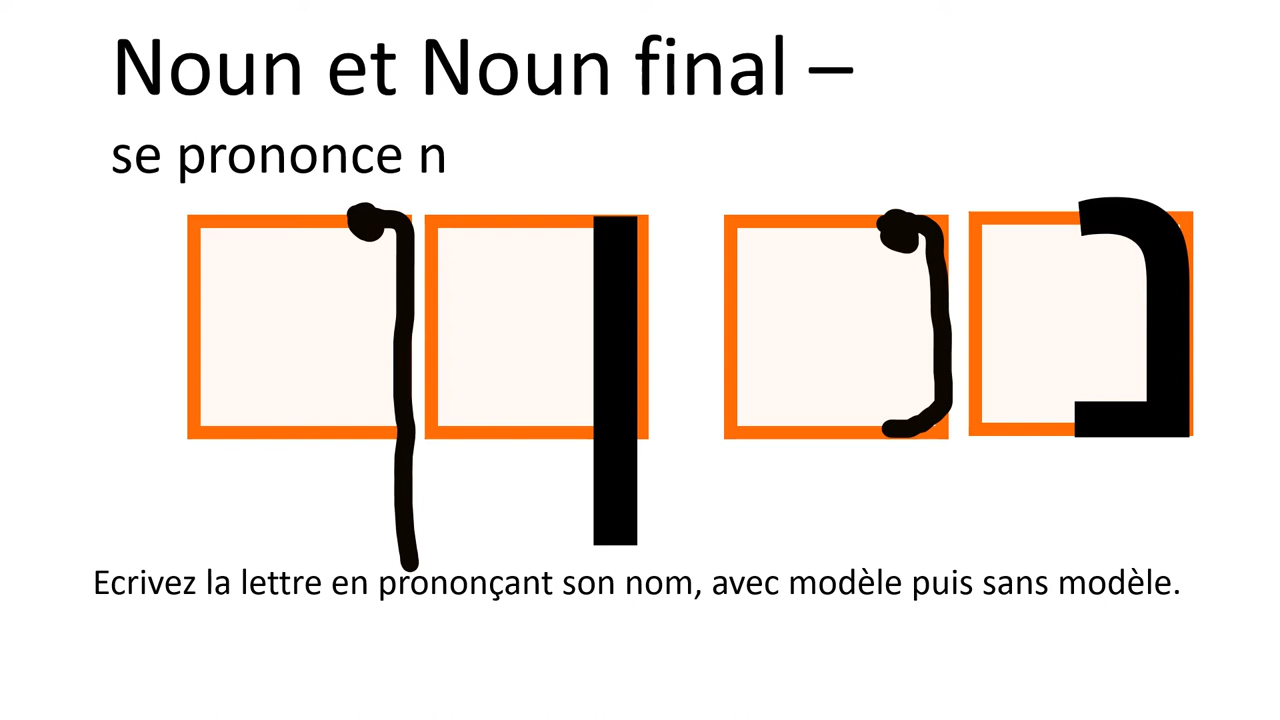 Noun et Noun final –
se prononce n
נ נ ן ן
Ecrivez la lettre en prononçant son nom, avec modèle puis sans modèle.